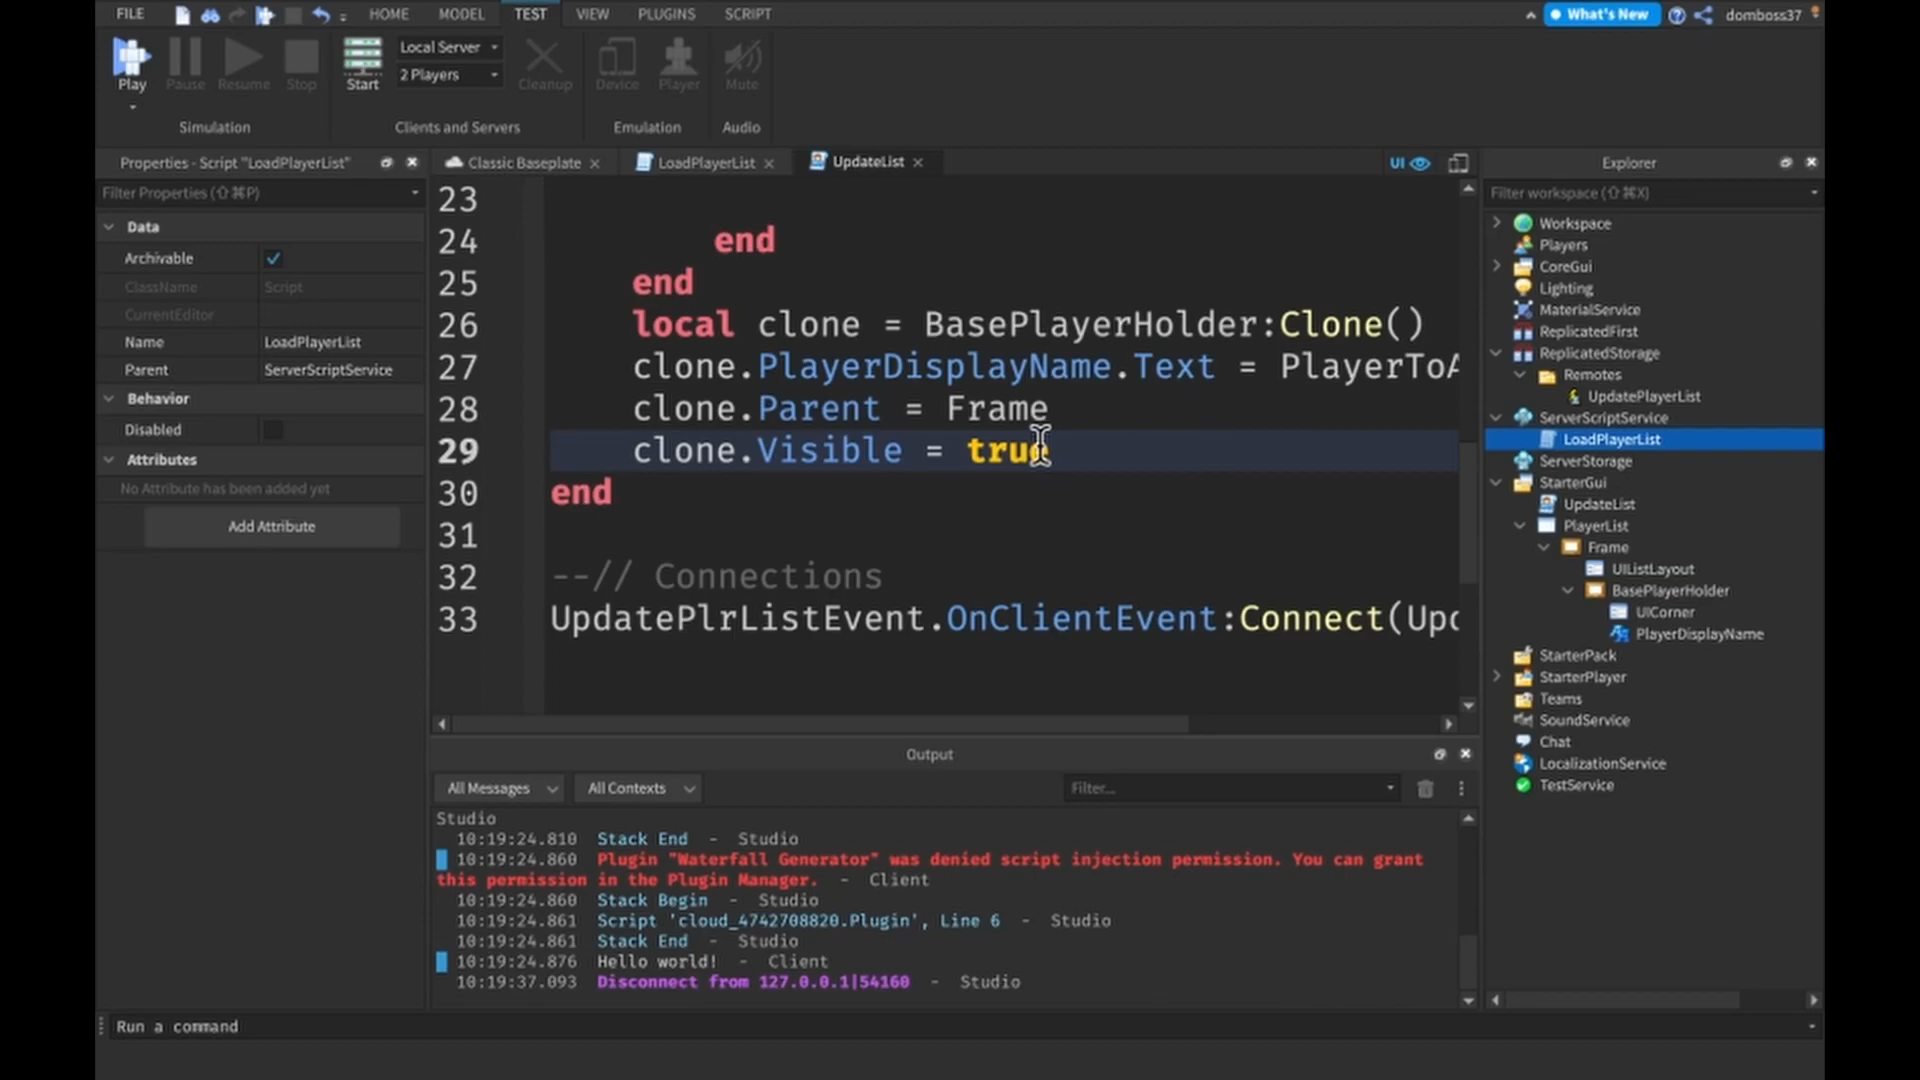 FILE
HOME
MODEL
TEST
VIEW
PLUGINS
SCRIPT
What's New
domboss37
Play
Pause
Resume
Stop
Start
Local Server
2 Players
Cleanup
Device
Player
Mute
Simulation
Clients and Servers
Emulation
Audio
Properties - Script "LoadPlayerList"
Filter Properties (⇧⌘P)
Data
Archivable
ClassName Script
CurrentEditor
Name LoadPlayerList
Parent ServerScriptService
Behavior
Disabled
Attributes
No Attribute has been added yet
Add Attribute
Classic Baseplate
LoadPlayerList
UpdateList
UI
23
24 end
25 end
26 local clone = BasePlayerHolder:Clone()
27 clone.PlayerDisplayName.Text = PlayerToA
28 clone.Parent = Frame
29 clone.Visible = true
30 end
31
32 --// Connections
33 UpdatePlrListEvent.OnClientEvent:Connect(Upd
Output
All Messages
All Contexts
Filter...
Studio
10:19:24.810 Stack End - Studio
10:19:24.860 Plugin "Waterfall Generator" was denied script injection permission. You can grant
this permission in the Plugin Manager. - Client
10:19:24.860 Stack Begin - Studio
10:19:24.861 Script 'cloud_4742708820.Plugin', Line 6 - Studio
10:19:24.861 Stack End - Studio
10:19:24.876 Hello world! - Client
10:19:37.093 Disconnect from 127.0.0.1|54160 - Studio
Explorer
Filter workspace (⇧⌘X)
Workspace
Players
CoreGui
Lighting
MaterialService
ReplicatedFirst
ReplicatedStorage
Remotes
UpdatePlayerList
ServerScriptService
LoadPlayerList
ServerStorage
StarterGui
UpdateList
PlayerList
Frame
UIListLayout
BasePlayerHolder
UICorner
PlayerDisplayName
StarterPack
StarterPlayer
Teams
SoundService
Chat
LocalizationService
TestService
Run a command